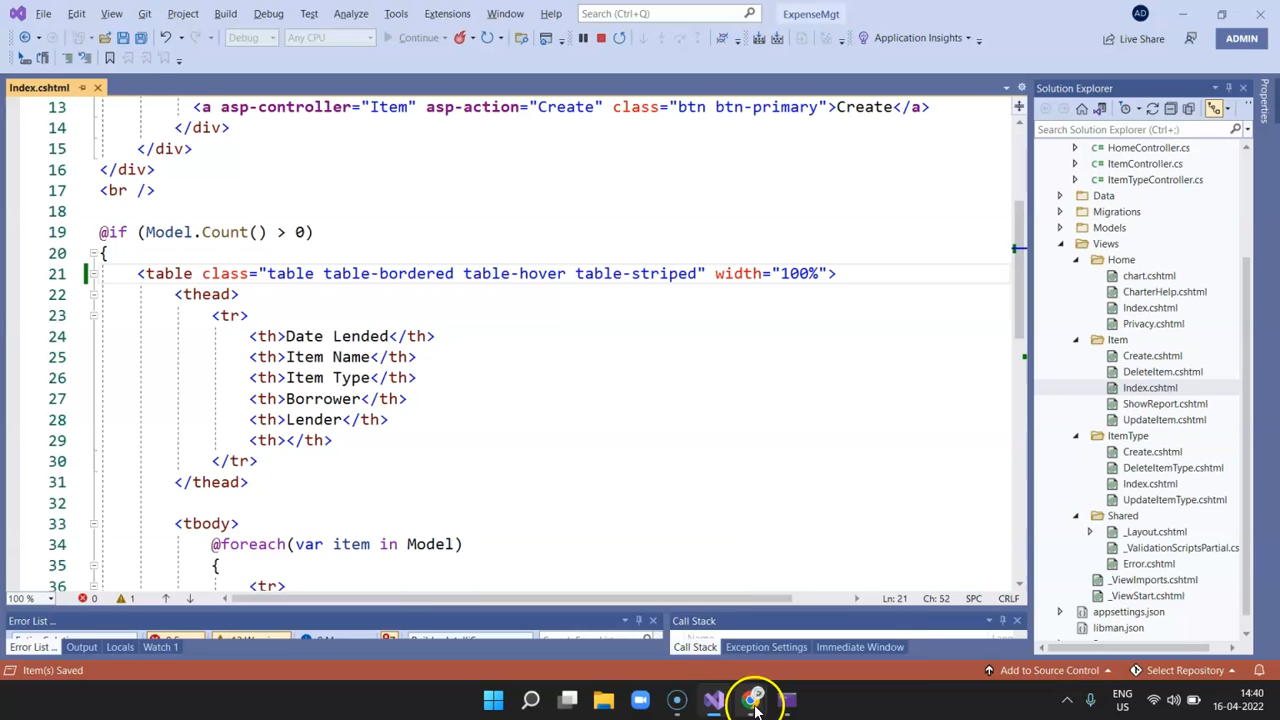 File Edit View Git Project Build Debug Test Analyze Tools Extensions Window Help Search (Ctrl+Q) ExpenseMgt AD
Debug Any CPU Continue Application Insights Live Share ADMIN
Index.cshtml
13 <a asp-controller="Item" asp-action="Create" class="btn btn-primary">Create</a>
14 </div>
15 </div>
16 </div>
17 <br />
18
19 @if (Model.Count() > 0)
20 {
21 <table class="table table-bordered table-hover table-striped" width="100%">
22 <thead>
23 <tr>
24 <th>Date Lended</th>
25 <th>Item Name</th>
26 <th>Item Type</th>
27 <th>Borrower</th>
28 <th>Lender</th>
29 <th></th>
30 </tr>
31 </thead>
32
33 <tbody>
34 @foreach(var item in Model)
35 {
36 <tr>
100 % 0 1 Ln: 21 Ch: 52 SPC CRLF
Solution Explorer
Search Solution Explorer (Ctrl+;)
HomeController.cs
ItemController.cs
ItemTypeController.cs
Data
Migrations
Models
Views
Home
chart.cshtml
CharterHelp.cshtml
Index.cshtml
Privacy.cshtml
Item
Create.cshtml
DeleteItem.cshtml
Index.cshtml
ShowReport.cshtml
UpdateItem.cshtml
ItemType
Create.cshtml
DeleteItemType.cshtml
Index.cshtml
UpdateItemType.cshtml
Shared
_Layout.cshtml
_ValidationScriptsPartial.cs
Error.cshtml
_ViewImports.cshtml
_ViewStart.cshtml
appsettings.json
libman.json
Properties
Error List ...
Call Stack
Error List ... Output Locals Watch 1
Call Stack Exception Settings Immediate Window
Item(s) Saved Add to Source Control Select Repository
ENG
US
14:40
16-04-2022